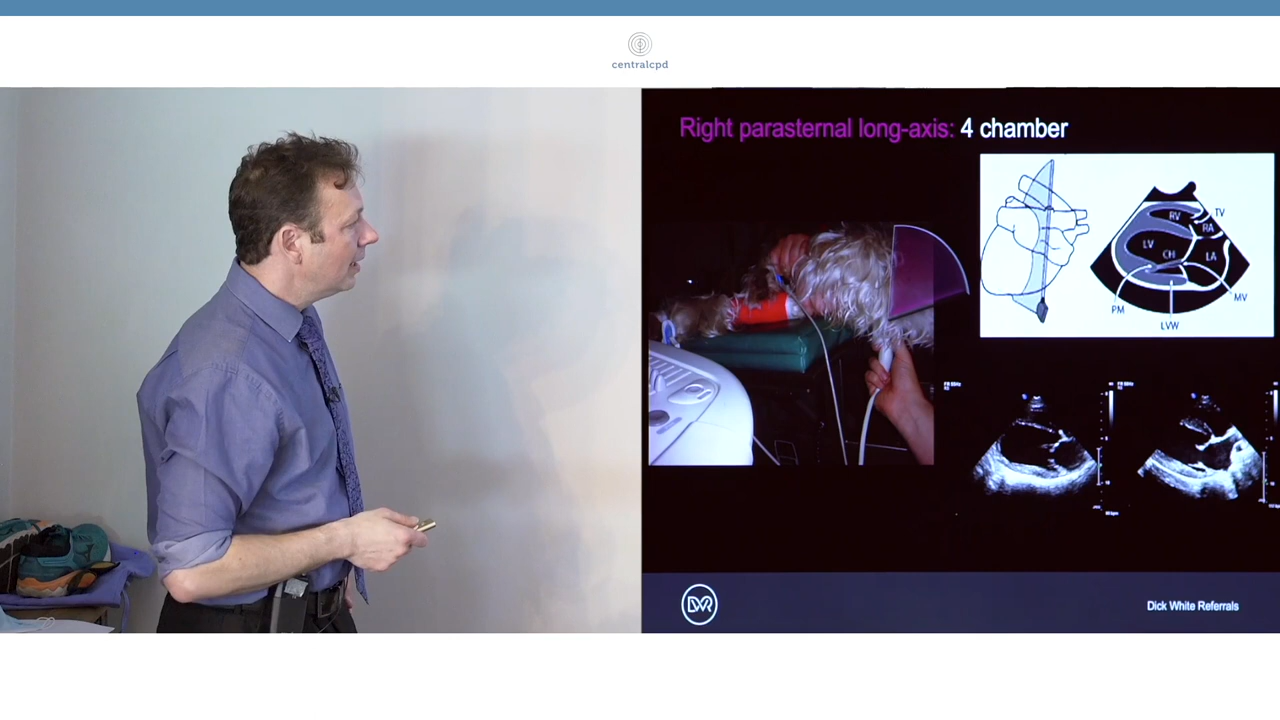 centralcpd
Right parasternal long-axis: 4 chamber
RV
TV
RA
LV
CH
LA
PM
MV
LVW
DWR
Dick White Referrals